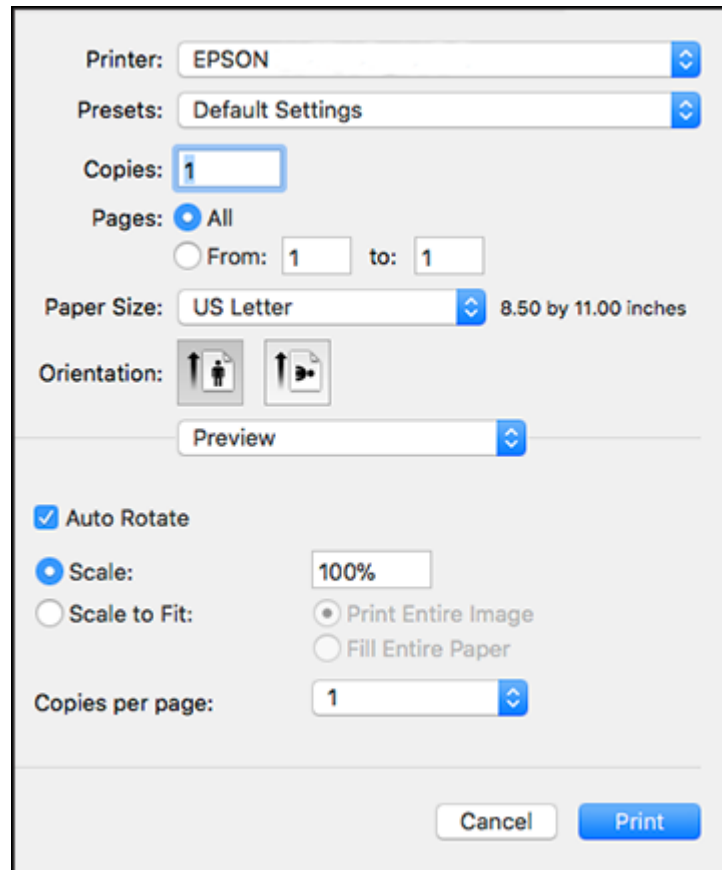 Printer: EPSON
Presets: Default Settings
Copies: 1
Pages: All
From: 1 to: 1
Paper Size: US Letter 8.50 by 11.00 inches
Orientation:
Preview
Auto Rotate
Scale: 100%
Scale to Fit: Print Entire Image
Fill Entire Paper
Copies per page: 1
Cancel Print